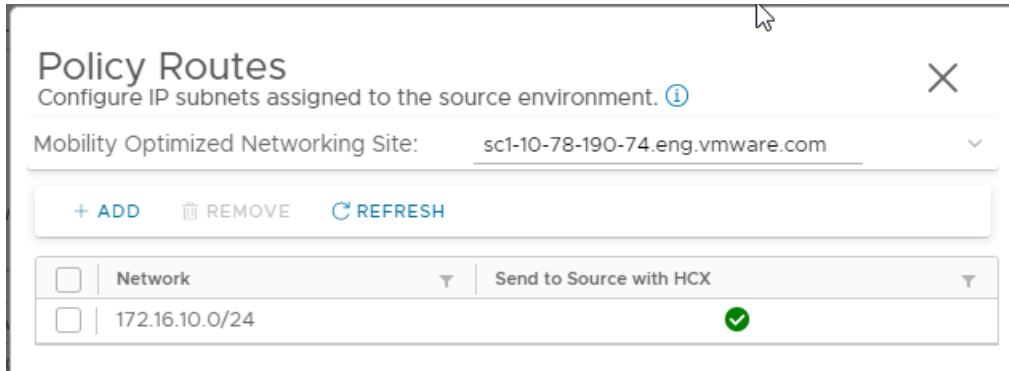 Policy Routes
Configure IP subnets assigned to the source environment.
Mobility Optimized Networking Site: sc1-10-78-190-74.eng.vmware.com
+ ADD REMOVE REFRESH
Network Send to Source with HCX
172.16.10.0/24